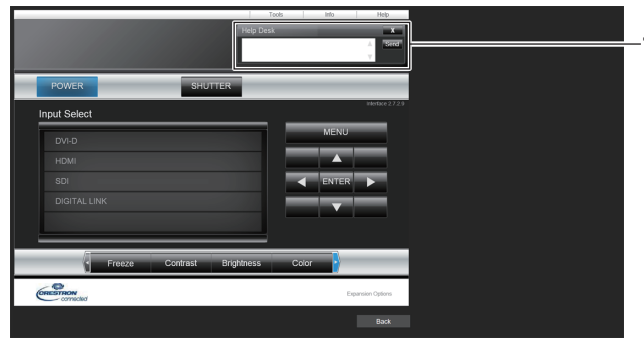 Tools Info Help
Help Desk X
Send
POWER SHUTTER
Interface 2.7.2.9
Input Select
MENU
DVI-D
HDMI
SDI
ENTER
DIGITAL LINK
Freeze Contrast Brightness Color
CRESTRON
connected
Expansion Options
Back